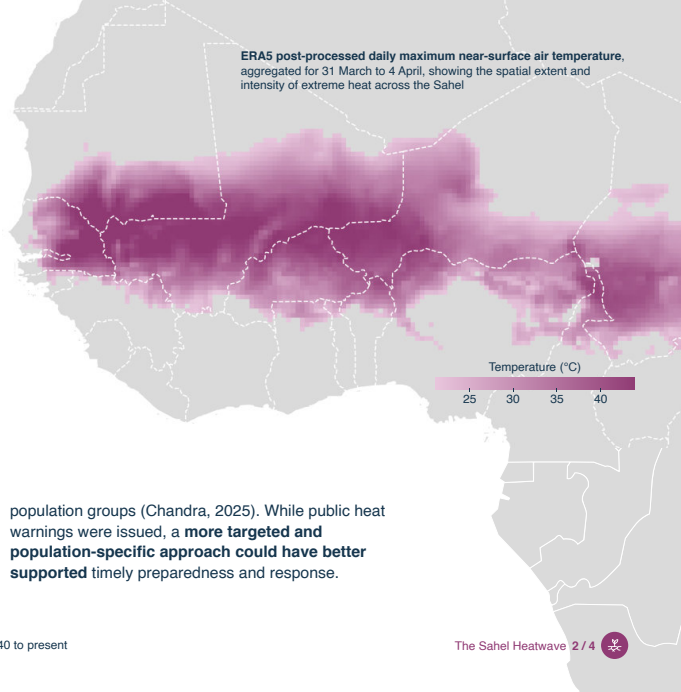 ERA5 post-processed daily maximum near-surface air temperature,
aggregated for 31 March to 4 April, showing the spatial extent and
intensity of extreme heat across the Sahel
Temperature (°C)
25 30 35 40
population groups (Chandra, 2025). While public heat
warnings were issued, a more targeted and
population-specific approach could have better
supported timely preparedness and response.
40 to present
The Sahel Heatwave 2 / 4